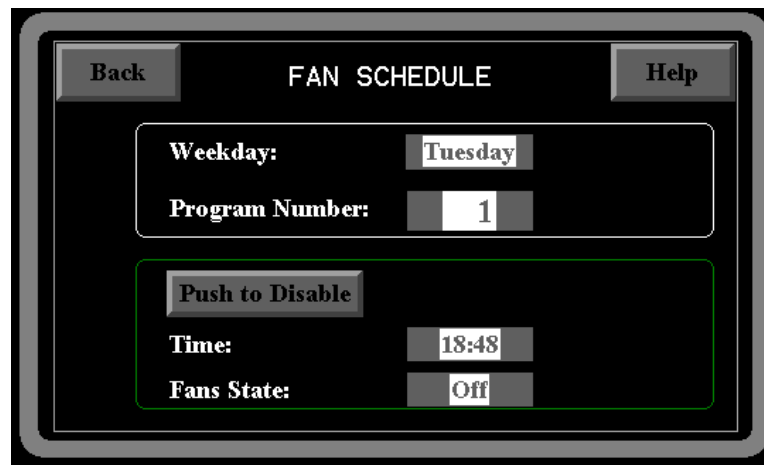 Back FAN SCHEDULE Help
Weekday: Tuesday
Program Number: 1
Push to Disable
Time: 18:48
Fans State: Off